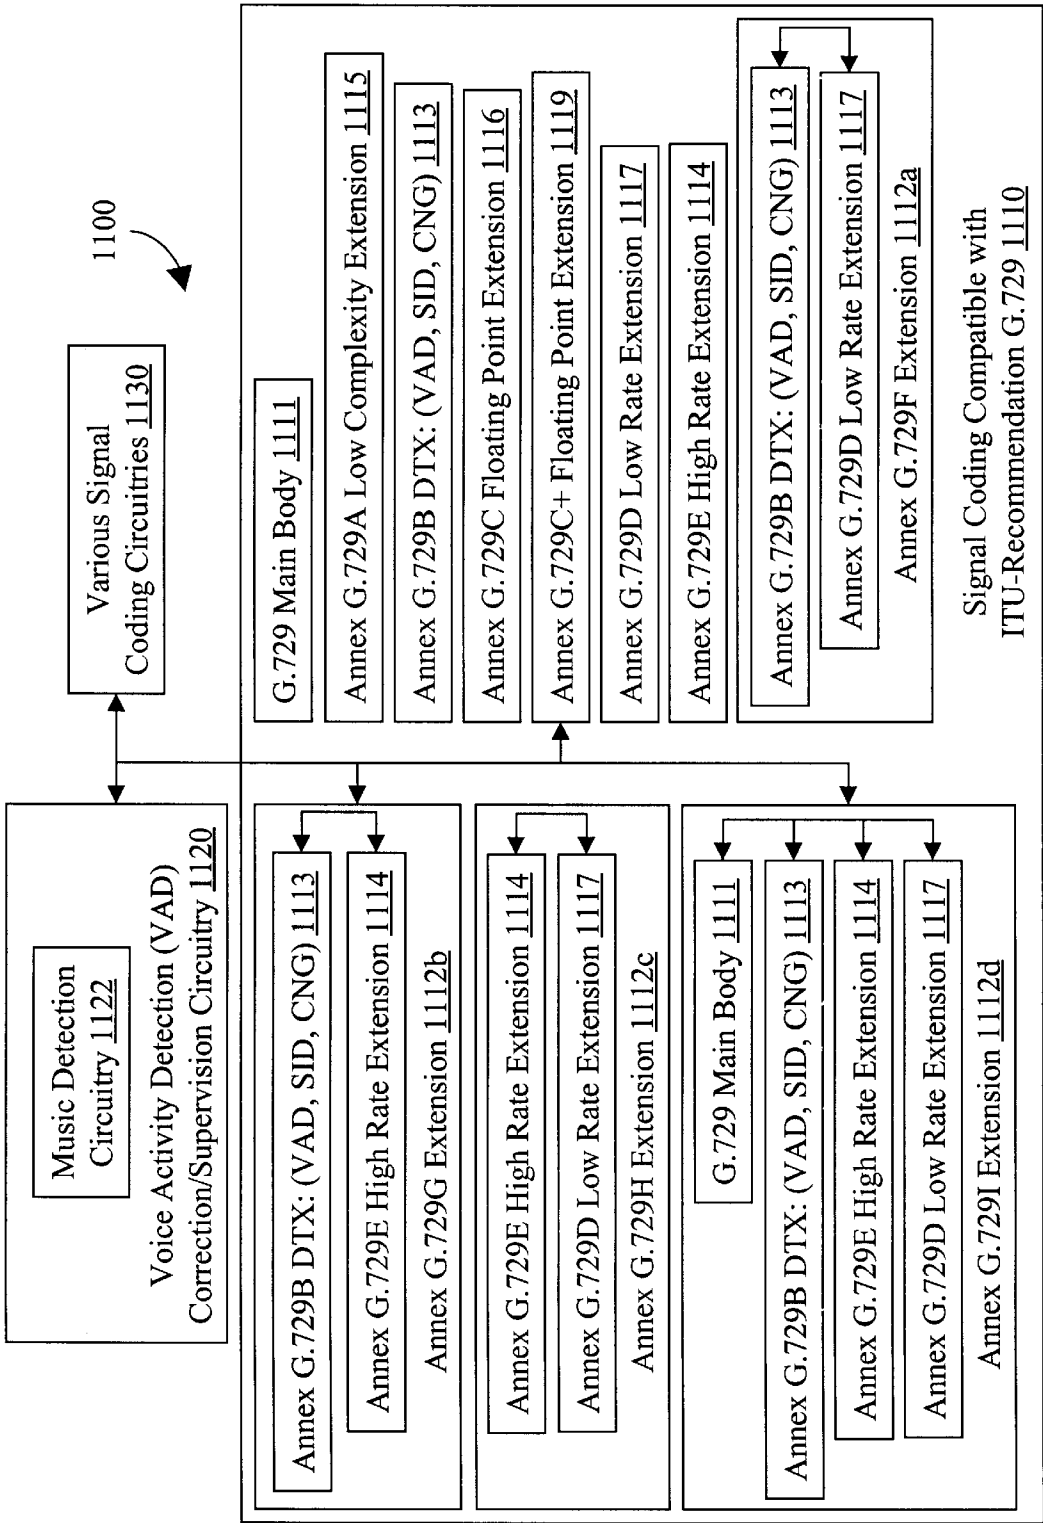 1100
Music Detection
Circuitry 1122
Voice Activity Detection (VAD)
Correction/Supervision Circuitry 1120
Various Signal
Coding Circuitries 1130
Annex G.729B DTX: (VAD, SID, CNG) 1113
Annex G.729E High Rate Extension 1114
Annex G.729G Extension 1112b
Annex G.729E High Rate Extension 1114
Annex G.729D Low Rate Extension 1117
Annex G.729H Extension 1112c
G.729 Main Body 1111
Annex G.729B DTX: (VAD, SID, CNG) 1113
Annex G.729E High Rate Extension 1114
Annex G.729D Low Rate Extension 1117
Annex G.729I Extension 1112d
G.729 Main Body 1111
Annex G.729A Low Complexity Extension 1115
Annex G.729B DTX: (VAD, SID, CNG) 1113
Annex G.729C Floating Point Extension 1116
Annex G.729C+ Floating Point Extension 1119
Annex G.729D Low Rate Extension 1117
Annex G.729E High Rate Extension 1114
Annex G.729B DTX: (VAD, SID, CNG) 1113
Annex G.729D Low Rate Extension 1117
Annex G.729F Extension 1112a
Signal Coding Compatible with
ITU-Recommendation G.729 1110